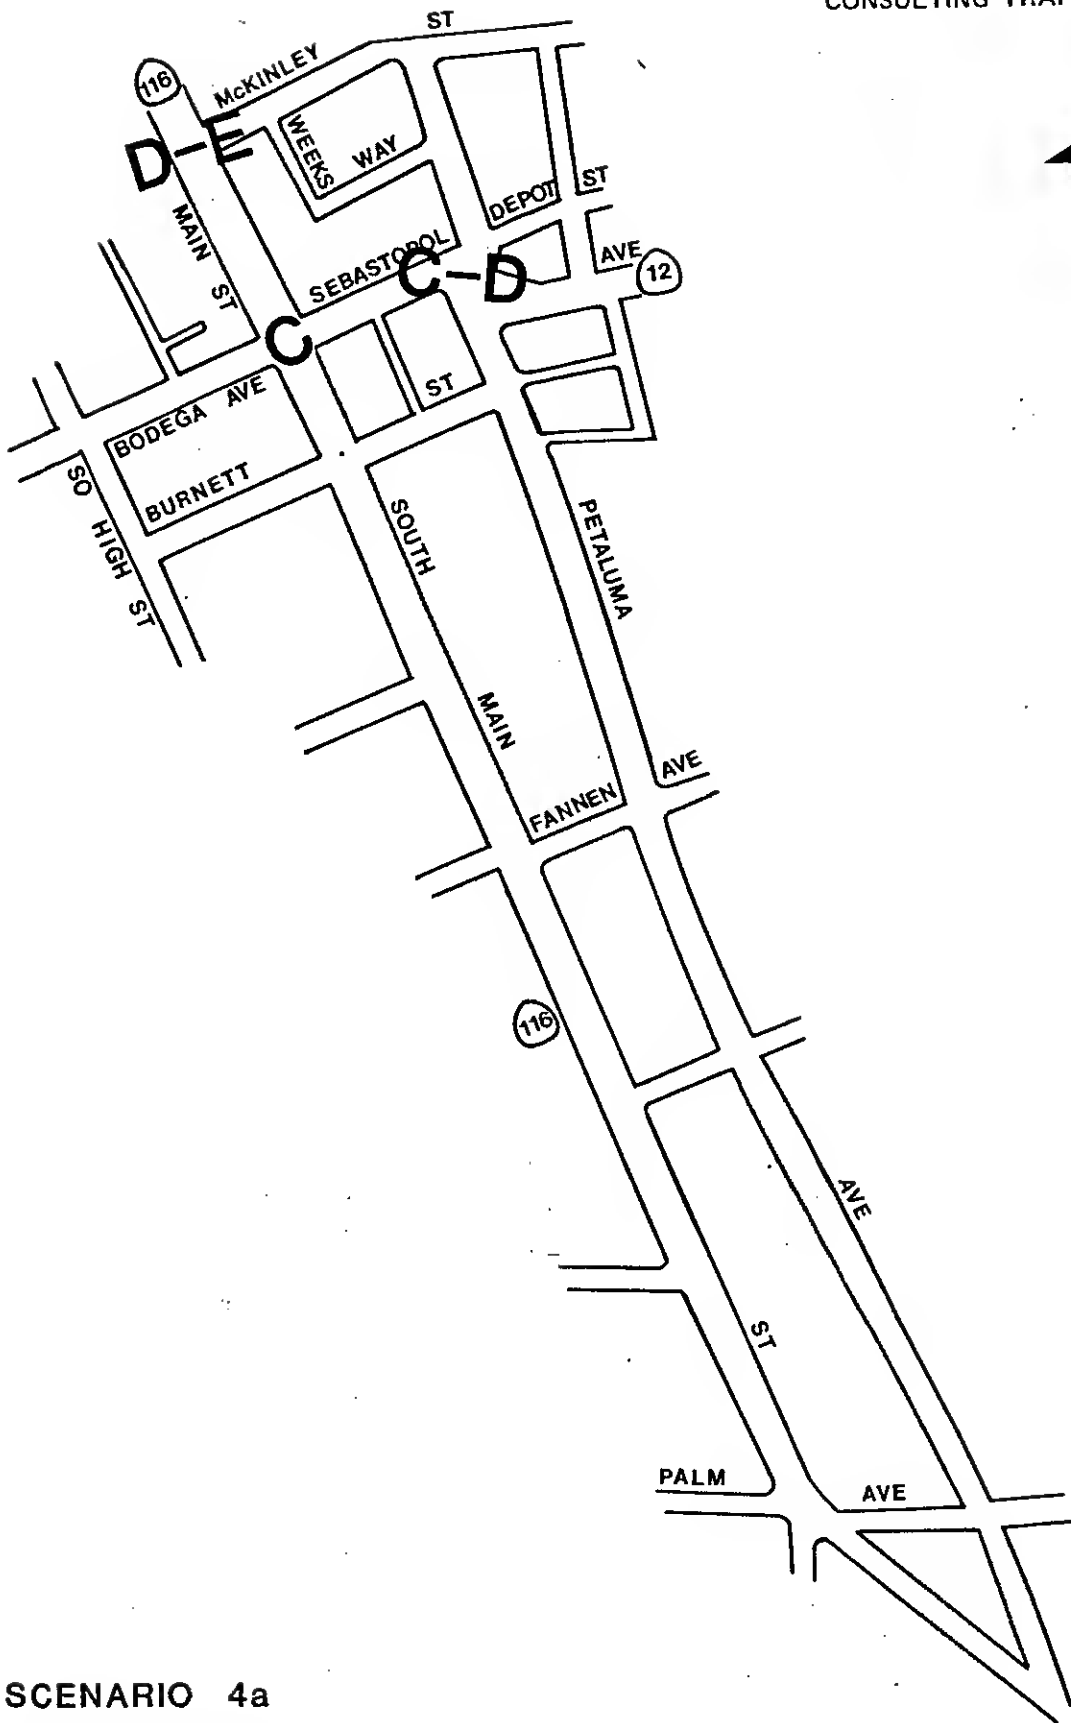 CONSULTING
ST
116
McKINLEY
D-E
WEEKS
WAY
MAIN
ST
DEPOT
ST
SEBASTOPOL
AVE
12
C-D
C
ST
BODEGA AVE
BURNETT
SO HIGH ST
SOUTH
PETALUMA
MAIN
FANNEN
AVE
116
AVE
ST
PALM
AVE
SCENARIO 4a